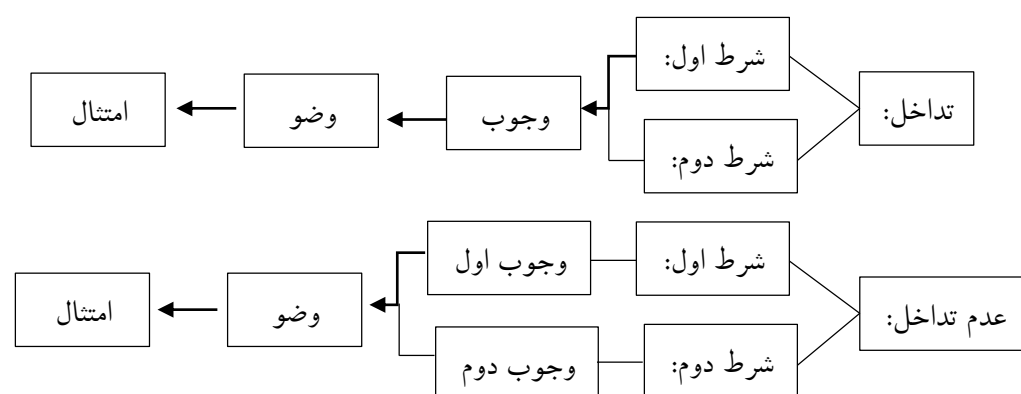 تداخل:
شرط اول:
شرط دوم:
وجوب
وضو
امتثال
عدم تداخل:
شرط اول:
شرط دوم:
وجوب اول
وجوب دوم
وضو
امتثال